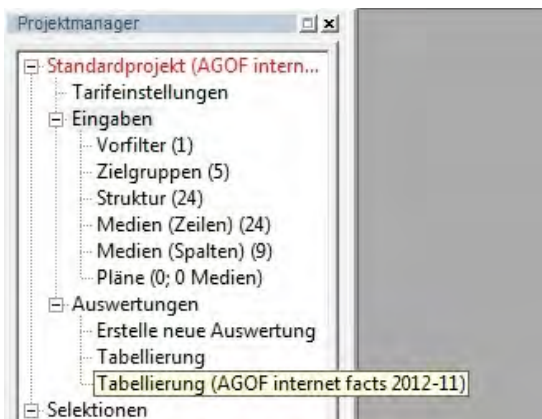 Projektmanager
Standardprojekt (AGOF intern...
Tarifeinstellungen
Eingaben
Vorfilter (1)
Zielgruppen (5)
Struktur (24)
Medien (Zeilen) (24)
Medien (Spalten) (9)
Pläne (0; 0 Medien)
Auswertungen
Erstelle neue Auswertung
Tabellierung
Tabellierung (AGOF internet facts 2012-11)
Selektionen